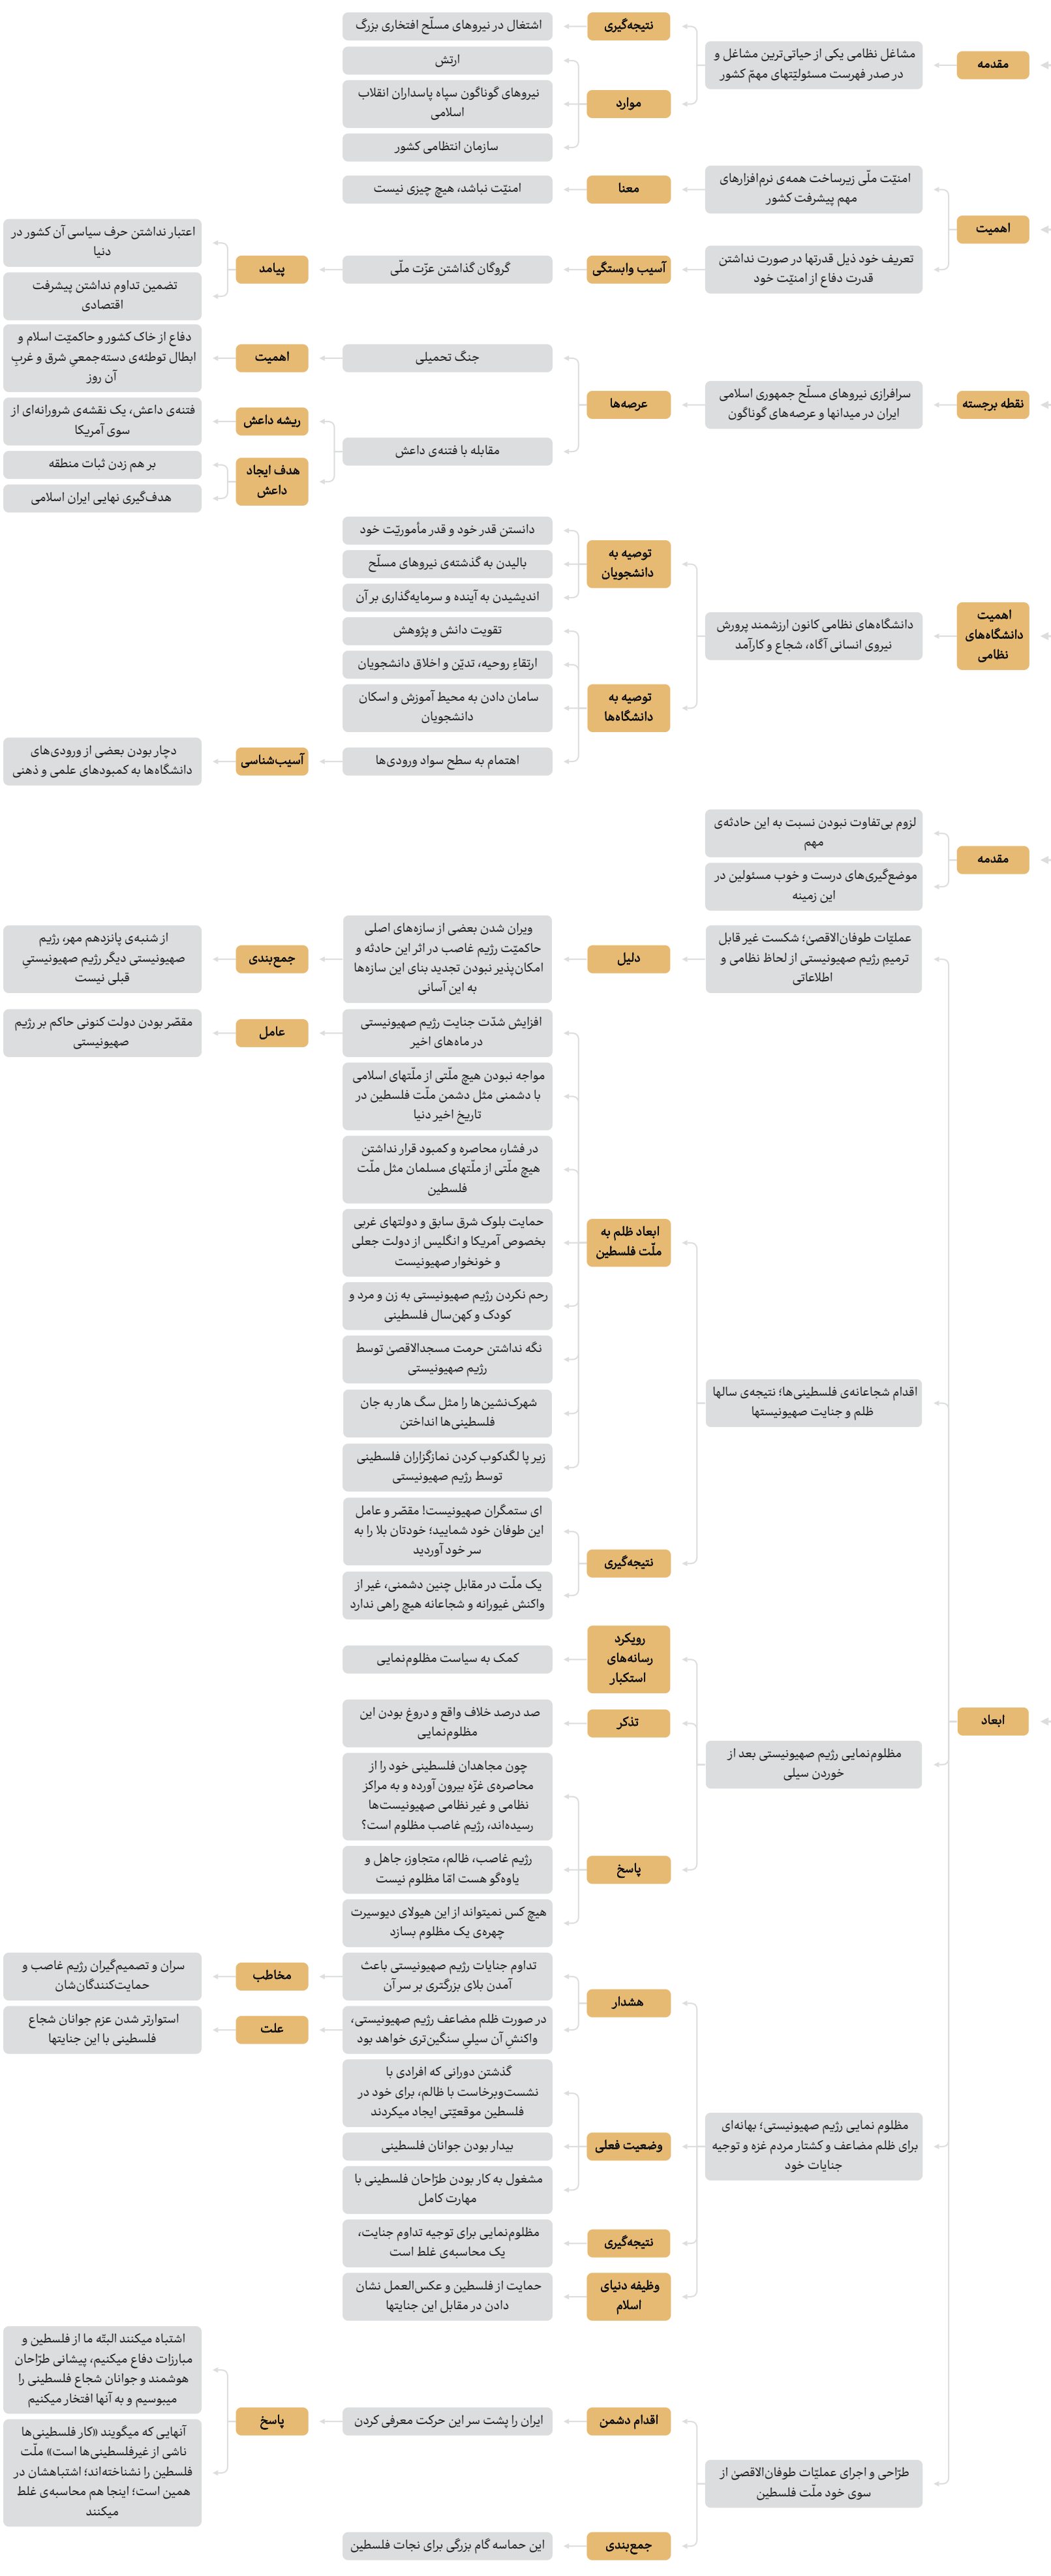 مقدمه
مشاغل نظامی یکی از حیاتی‌ترین مشاغل و
در صدر فهرست مسئولیّتهای مهمّ کشور
نتیجه‌گیری
اشتغال در نیروهای مسلّح افتخاری بزرگ
موارد
ارتش
نیروهای گوناگون سپاه پاسداران انقلاب
اسلامی
سازمان انتظامی کشور
اهمیت
امنیّت ملّی زیرساخت همه‌ی نرم‌افزارهای
مهم پیشرفت کشور
معنا
امنیّت نباشد، هیچ چیزی نیست
تعریف خود ذیل قدرتها در صورت نداشتن
قدرت دفاع از امنیّت خود
آسیب وابستگی
گروگان گذاشتن عزّت ملّی
پیامد
اعتبار نداشتن حرف سیاسی آن کشور در
دنیا
تضمین تداوم نداشتن پیشرفت
اقتصادی
نقطه برجسته
سرافرازی نیروهای مسلّح جمهوری اسلامی
ایران در میدانها و عرصه‌های گوناگون
عرصه‌ها
جنگ تحمیلی
اهمیت
دفاع از خاک کشور و حاکمیّت اسلام و
ابطال توطئه‌ی دسته‌جمعیِ شرق و غربِ
آن روز
مقابله با فتنه‌ی داعش
ریشه داعش
فتنه‌ی داعش، یک نقشه‌ی شرورانه‌ای از
سوی آمریکا
هدف ایجاد
داعش
بر هم زدن ثبات منطقه
هدف‌گیری نهایی ایران اسلامی
اهمیت
دانشگاه‌های
نظامی
دانشگاه‌های نظامی کانون ارزشمند پرورش
نیروی انسانی آگاه، شجاع و کارآمد
توصیه به
دانشجویان
دانستن قدر خود و قدر مأموریّت خود
بالیدن به گذشته‌ی نیروهای مسلّح
اندیشیدن به آینده و سرمایه‌گذاری بر آن
توصیه به
دانشگاه‌ها
تقویت دانش و پژوهش
ارتقاءِ روحیه، تدیّن و اخلاق دانشجویان
سامان دادن به محیط آموزش و اسکان
دانشجویان
اهتمام به سطح سواد ورودی‌ها
آسیب‌شناسی
دچار بودن بعضی از ورودی‌های
دانشگاه‌ها به کمبودهای علمی و ذهنی
مقدمه
لزوم بی‌تفاوت نبودن نسبت به این حادثه‌ی
مهم
موضع‌گیری‌های درست و خوب مسئولین در
این زمینه
ابعاد
عملیّات طوفان‌الاقصیٰ؛ شکست غیر قابل
ترمیم رژیم صهیونیستی از لحاظ نظامی و
اطلاعاتی
دلیل
ویران شدن بعضی از سازه‌های اصلی
حاکمیّت رژیم غاصب در اثر این حادثه و
امکان‌پذیر نبودن تجدید بنای این سازه‌ها
به این آسانی
جمع‌بندی
از شنبه‌ی پانزدهم مهر، رژیم
صهیونیستی دیگر رژیم صهیونیستیِ
قبلی نیست
اقدام شجاعانه‌ی فلسطینی‌ها؛ نتیجه‌ی سالها
ظلم و جنایت صهیونیستها
ابعاد ظلم به
ملّت فلسطین
افزایش شدّت جنایت رژیم صهیونیستی
در ماه‌های اخیر
عامل
مقصّر بودن دولت کنونی حاکم بر رژیم
صهیونیستی
مواجه نبودن هیچ ملّتی از ملّتهای اسلامی
با دشمنی مثل دشمن ملّت فلسطین در
تاریخ اخیر دنیا
در فشار، محاصره و کمبود قرار نداشتن
هیچ ملّتی از ملّتهای مسلمان مثل ملّت
فلسطین
حمایت بلوک شرق سابق و دولتهای غربی
بخصوص آمریکا و انگلیس از دولت جعلی
و خونخوار صهیونیست
رحم نکردن رژیم صهیونیستی به زن و مرد و
کودک و کهن‌سال فلسطینی
نگه نداشتن حرمت مسجدالاقصیٰ توسط
رژیم صهیونیستی
شهرک‌نشین‌ها را مثل سگ هار به جان
فلسطینی‌ها انداختن
زیر پا لگدکوب کردن نمازگزاران فلسطینی
توسط رژیم صهیونیستی
نتیجه‌گیری
ای ستمگران صهیونیست! مقصّر و عامل
این طوفان خود شمایید؛ خودتان بلا را به
سر خود آوردید
یک ملّت در مقابل چنین دشمنی، غیر از
واکنش غیورانه و شجاعانه هیچ راهی ندارد
مظلوم‌نمایی رژیم صهیونیستی بعد از
خوردن سیلی
رویکرد
رسانه‌های
استکبار
کمک به سیاست مظلوم‌نمایی
تذکر
صد درصد خلاف واقع و دروغ بودن این
مظلوم‌نمایی
پاسخ
چون مجاهدان فلسطینی خود را از
محاصره‌ی غزّه بیرون آورده و به مراکز
نظامی و غیر نظامی صهیونیست‌ها
رسیده‌اند، رژیم غاصب مظلوم است؟
رژیم غاصب، ظالم، متجاوز، جاهل و
یاوه‌گو هست امّا مظلوم نیست
هیچ کس نمیتواند از این هیولای دیوسیرت
چهره‌ی یک مظلوم بسازد
مظلوم نمایی رژیم صهیونیستی؛ بهانه‌ای
برای ظلم مضاعف و کشتار مردم غزه و توجیه
جنایات خود
هشدار
تداوم جنایات رژیم صهیونیستی باعث
آمدن بلای بزرگتری بر سر آن
مخاطب
سران و تصمیم‌گیران رژیم غاصب و
حمایت‌کنندگان‌شان
در صورت ظلم مضاعف رژیم صهیونیستی،
واکنشِ آن سیلیِ سنگین‌تری خواهد بود
علت
استوارتر شدن عزم جوانان شجاع
فلسطینی با این جنایتها
وضعیت فعلی
گذشتن دورانی که افرادی با
نشست‌وبرخاست با ظالم، برای خود در
فلسطین موقعیّتی ایجاد میکردند
بیدار بودن جوانان فلسطینی
مشغول به کار بودن طرّاحان فلسطینی با
مهارت کامل
نتیجه‌گیری
مظلوم‌نمایی برای توجیه تداوم جنایت،
یک محاسبه‌ی غلط است
وظیفه دنیای
اسلام
حمایت از فلسطین و عکس‌العمل نشان
دادن در مقابل این جنایتها
طرّاحی و اجرای عملیّات طوفان‌الاقصیٰ از
سوی خود ملّت فلسطین
اقدام دشمن
ایران را پشت سر این حرکت معرفی کردن
پاسخ
اشتباه میکنند البتّه ما از فلسطین و
مبارزات دفاع میکنیم، پیشانی طرّاحان
هوشمند و جوانان شجاع فلسطینی را
میبوسیم و به آنها افتخار میکنیم
آنهایی که میگویند «کار فلسطینی‌ها
ناشی از غیرفلسطینی‌ها است» ملّت
فلسطین را نشناخته‌اند؛ اشتباهشان در
همین است؛ اینجا هم محاسبه‌ی غلط
میکنند
جمع‌بندی
این حماسه گام بزرگی برای نجات فلسطین